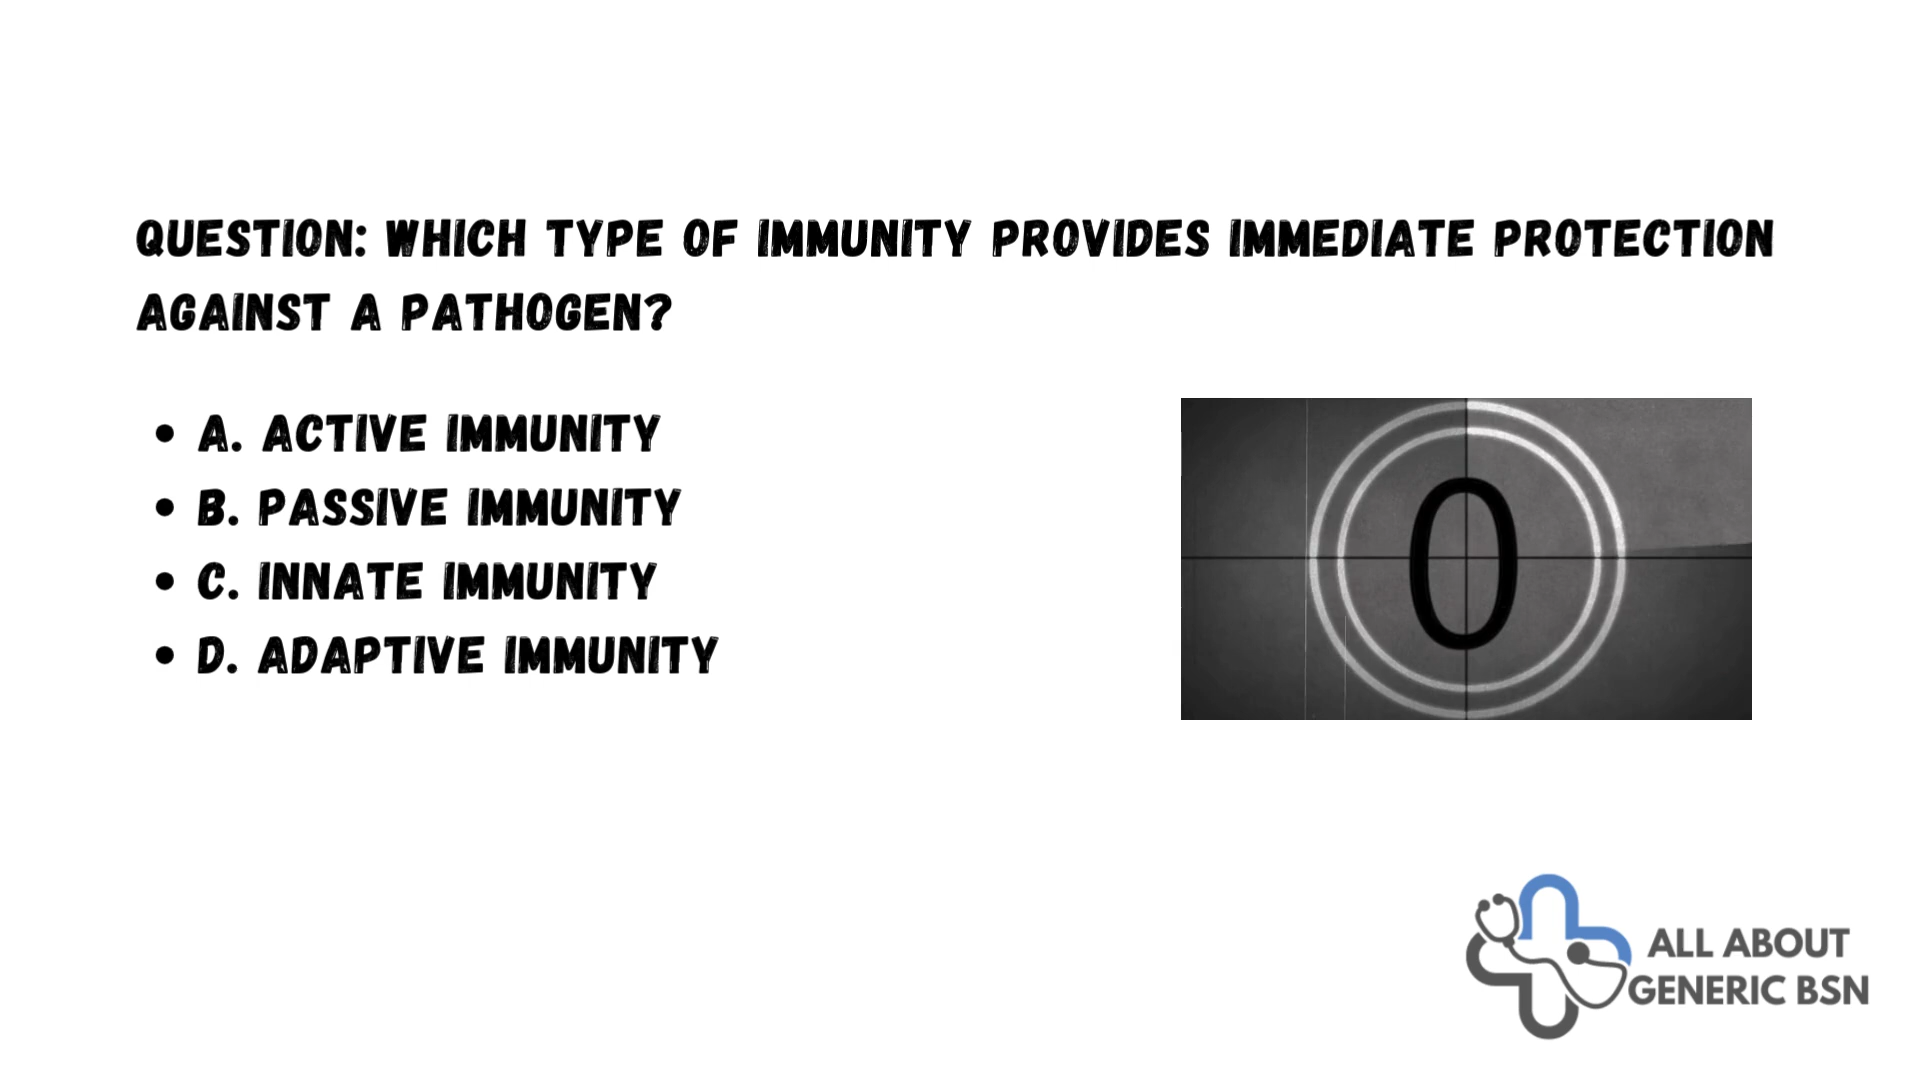 QUESTION: WHICH TYPE OF IMMUNITY PROVIDES IMMEDIATE PROTECTION
AGAINST A PATHOGEN?
• A. ACTIVE IMMUNITY
• B. PASSIVE IMMUNITY
• C. INNATE IMMUNITY
• D. ADAPTIVE IMMUNITY
0
ALL ABOUT
GENERIC BSN